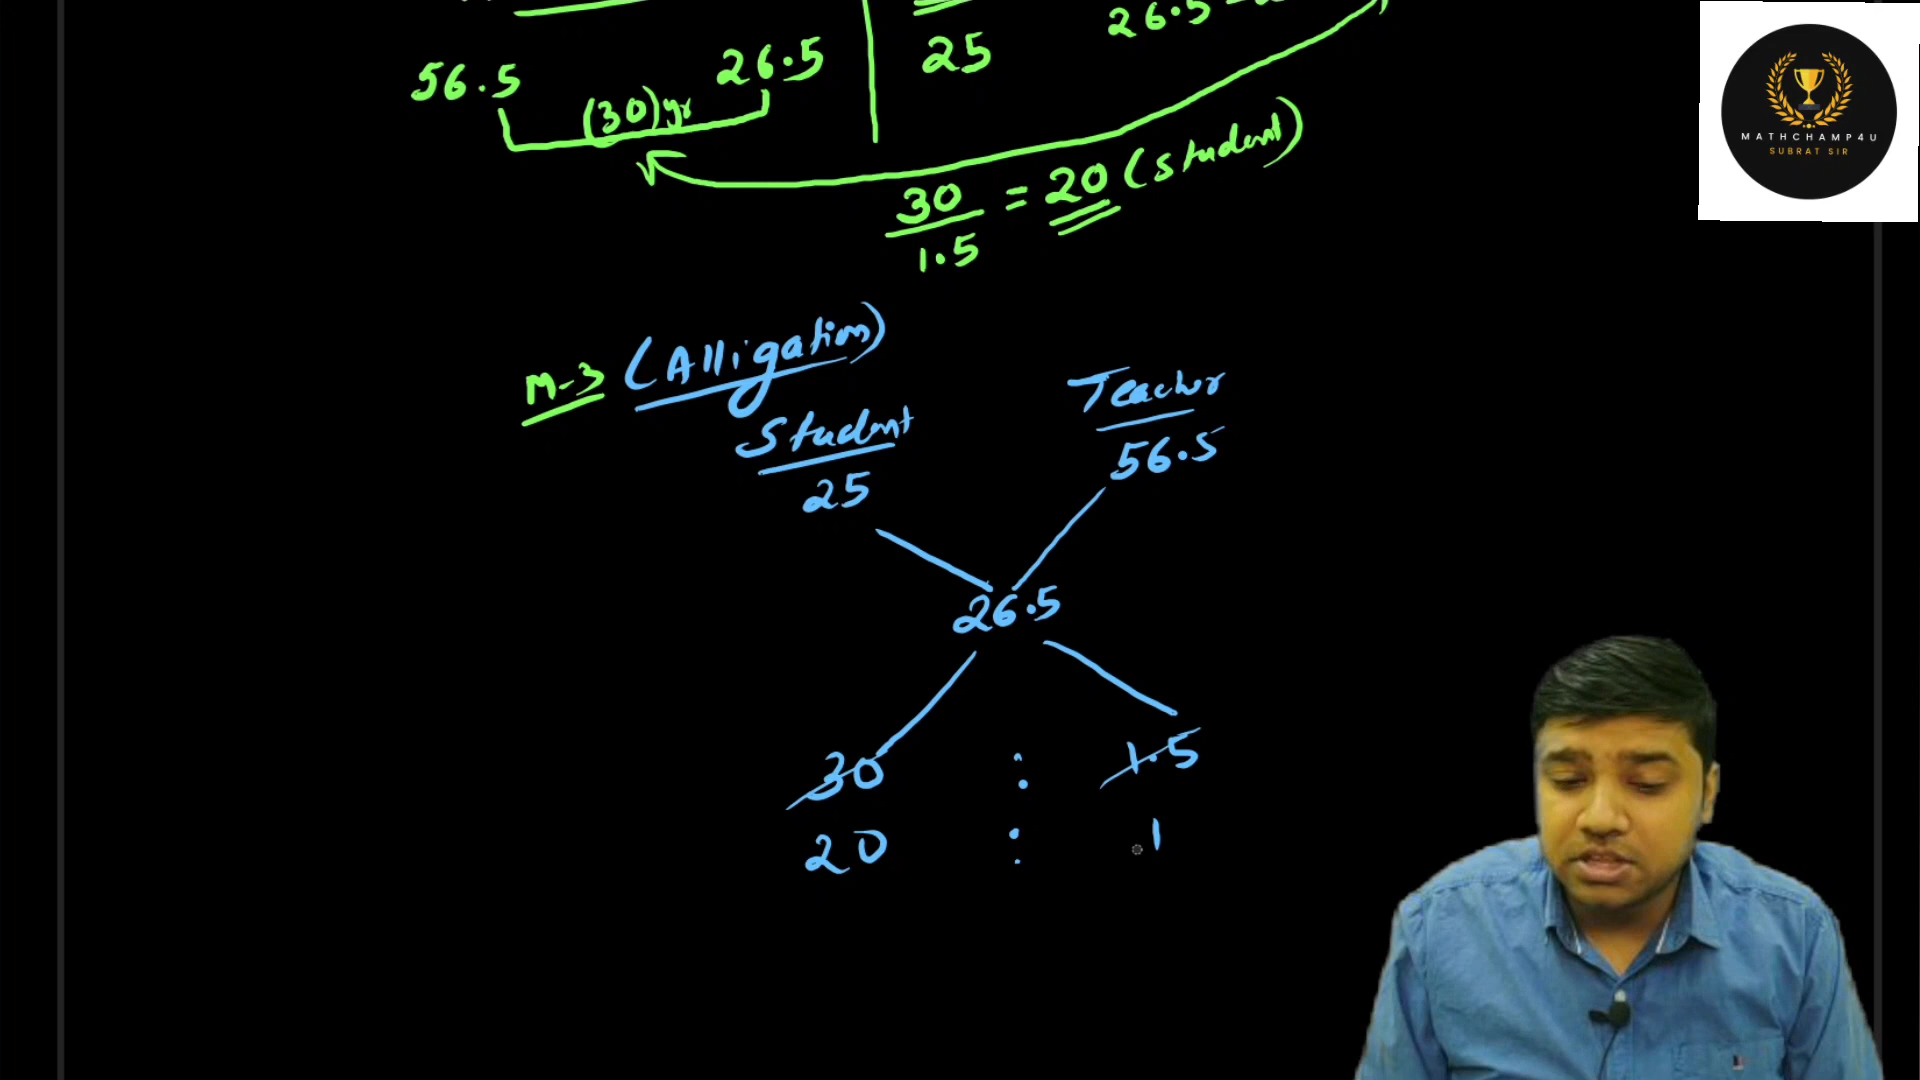 56.5 26.5 25 26.5
(30)yr
30/1.5 = 20 (Student)
M-3 (Alligation)
Student Teacher
25 56.5
26.5
30 : 1.5
20 : 1
MATHCHAMP4U
SUBRAT SIR